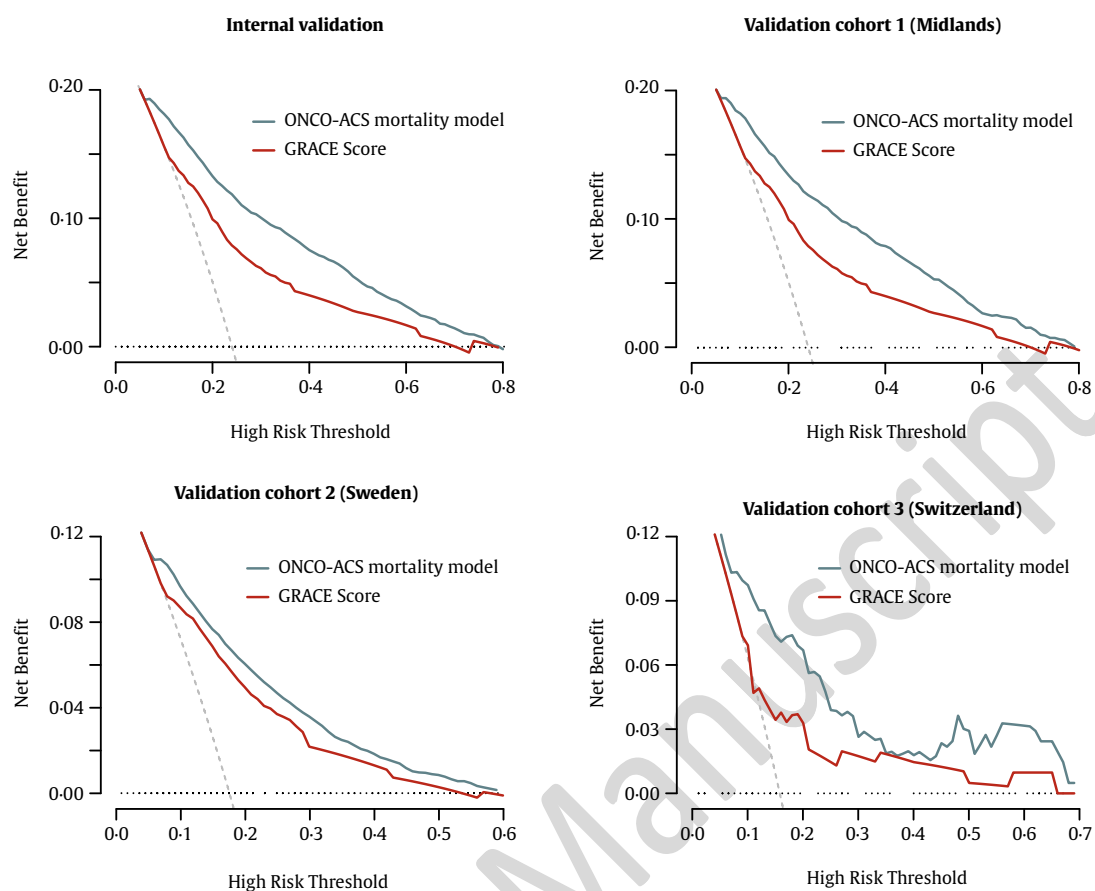 Internal validation
0·20
0·10
0·00
Net Benefit
ONCO-ACS mortality model
GRACE Score
0·0 0·2 0·4 0·6 0·8
High Risk Threshold
Validation cohort 1 (Midlands)
0·20
0·10
0·00
Net Benefit
ONCO-ACS mortality model
GRACE Score
0·0 0·2 0·4 0·6 0·8
High Risk Threshold
Validation cohort 2 (Sweden)
0·12
0·08
0·04
0·00
Net Benefit
ONCO-ACS mortality model
GRACE Score
0·0 0·1 0·2 0·3 0·4 0·5 0·6
High Risk Threshold
Validation cohort 3 (Switzerland)
0·12
0·09
0·06
0·03
0·00
Net Benefit
ONCO-ACS mortality model
GRACE Score
0·0 0·1 0·2 0·3 0·4 0·5 0·6 0·7
High Risk Threshold
Manuscript